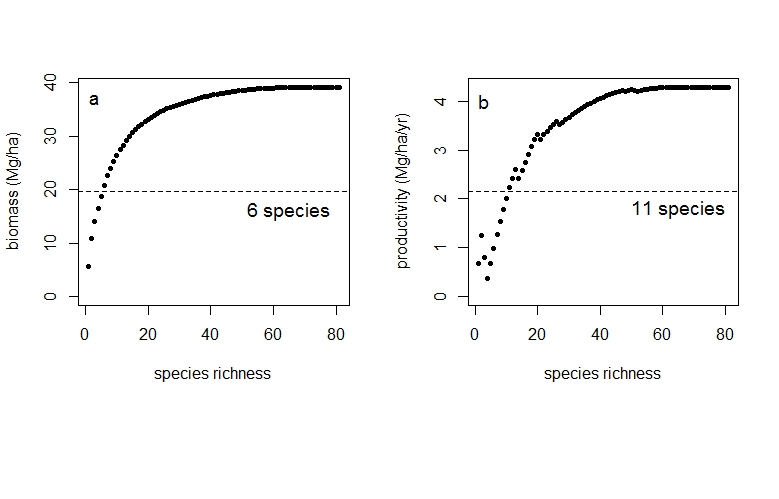 a
biomass (Mg/ha)
40
30
20
10
0
6 species
0 20 40 60 80
species richness
b
productivity (Mg/ha/yr)
4
3
2
1
0
11 species
0 20 40 60 80
species richness